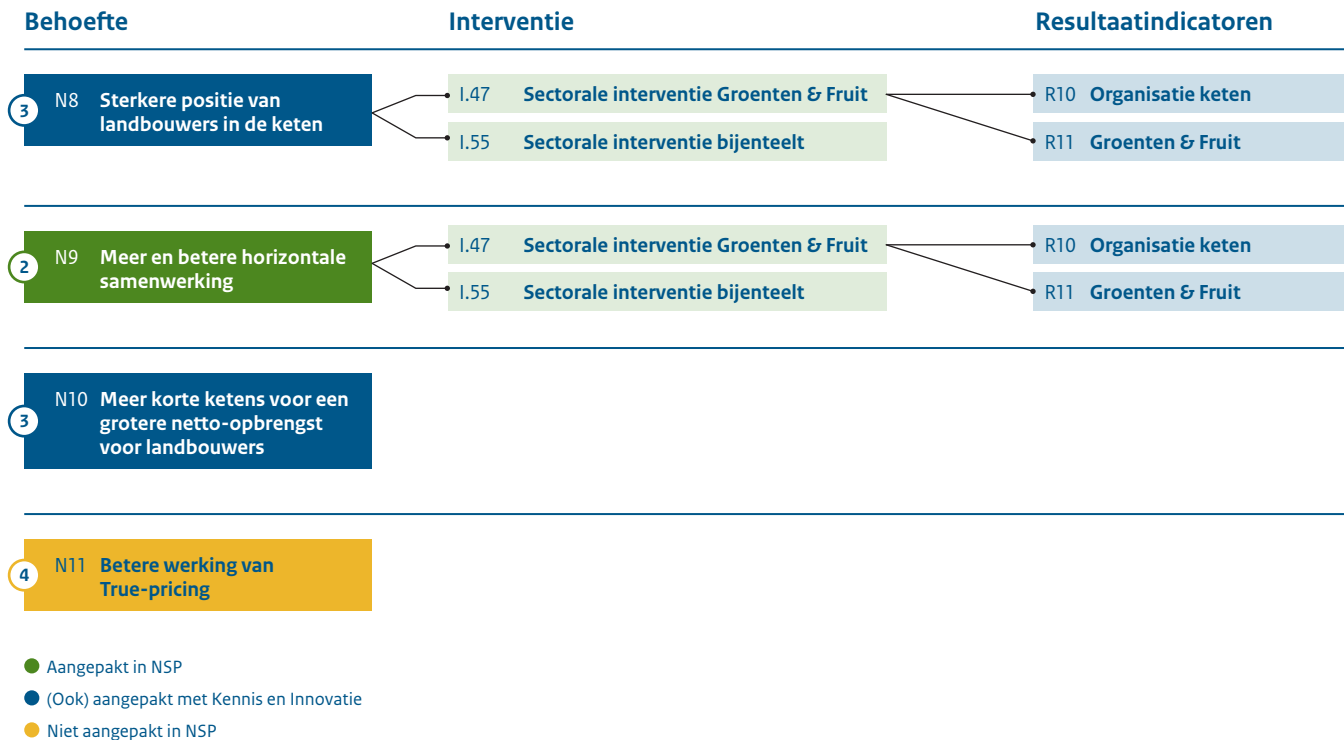 Behoefte Interventie Resultaatindicatoren
3 N8 Sterkere positie van
landbouwers in de keten
I.47 Sectorale interventie Groenten & Fruit
I.55 Sectorale interventie bijenteelt
R10 Organisatie keten
R11 Groenten & Fruit
2 N9 Meer en betere horizontale
samenwerking
I.47 Sectorale interventie Groenten & Fruit
I.55 Sectorale interventie bijenteelt
R10 Organisatie keten
R11 Groenten & Fruit
3 N10 Meer korte ketens voor een
grotere netto-opbrengst
voor landbouwers
4 N11 Betere werking van
True-pricing
Aangepakt in NSP
(Ook) aangepakt met Kennis en Innovatie
Niet aangepakt in NSP